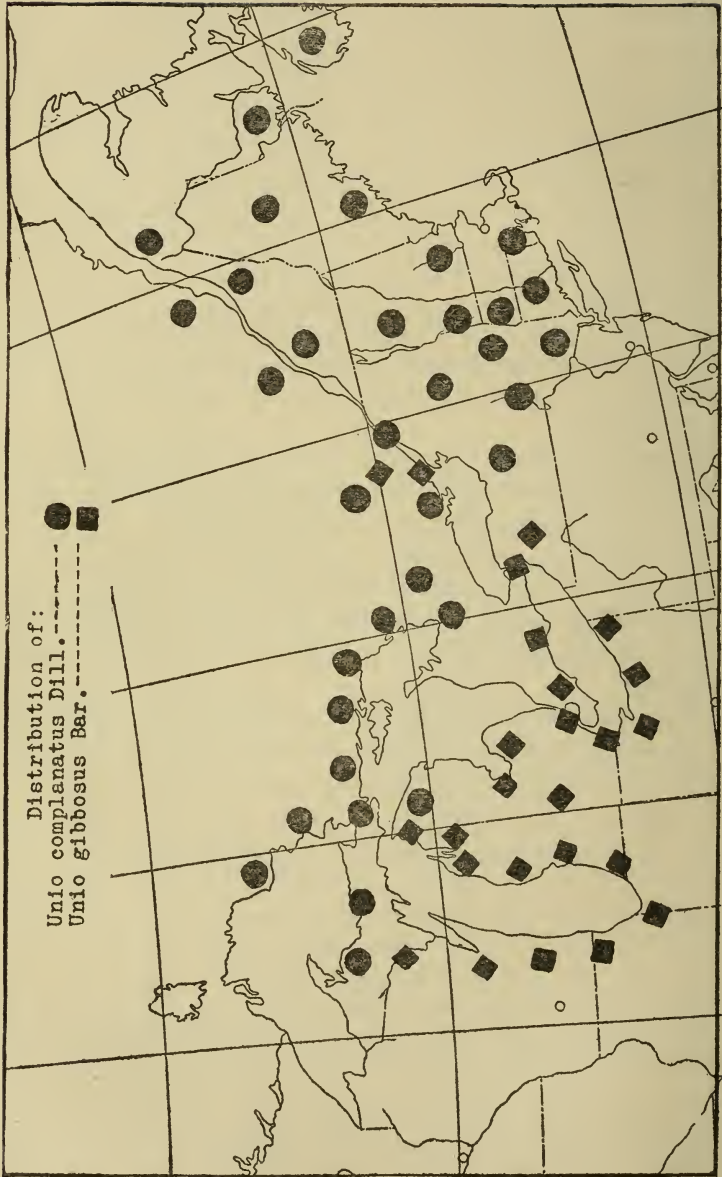 Distribution of:
Unio complanatus Dill.-------
Unio gibbosus Bar.-----------